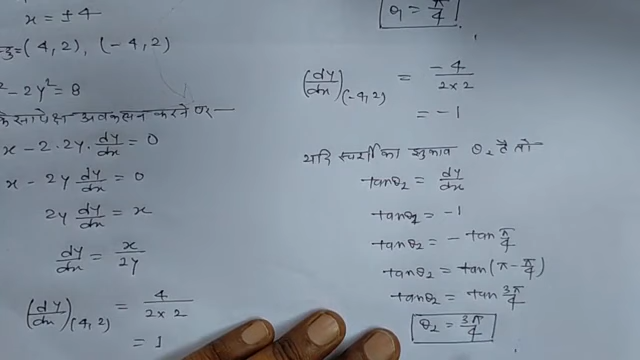 x = ±4
(4, 2), (-4, 2)
² - 2y² = 8
के सापेक्ष अवकलन करने पर —
x - 2·2y·dy/dx = 0
x - 2y dy/dx = 0
2y dy/dx = x
dy/dx = x/2y
(dy/dx)(4, 2) = 4/(2×2)
= 1
θ₁ = π/4
(dy/dx)(-4, 2) = -4/(2×2)
= -1
यदि स्पर्शी का झुकाव θ₂ है तो
tanθ₂ = dy/dx
tanθ₂ = -1
tanθ₂ = -tan π/4
tanθ₂ = tan(π - π/4)
tanθ₂ = tan 3π/4
θ₂ = 3π/4